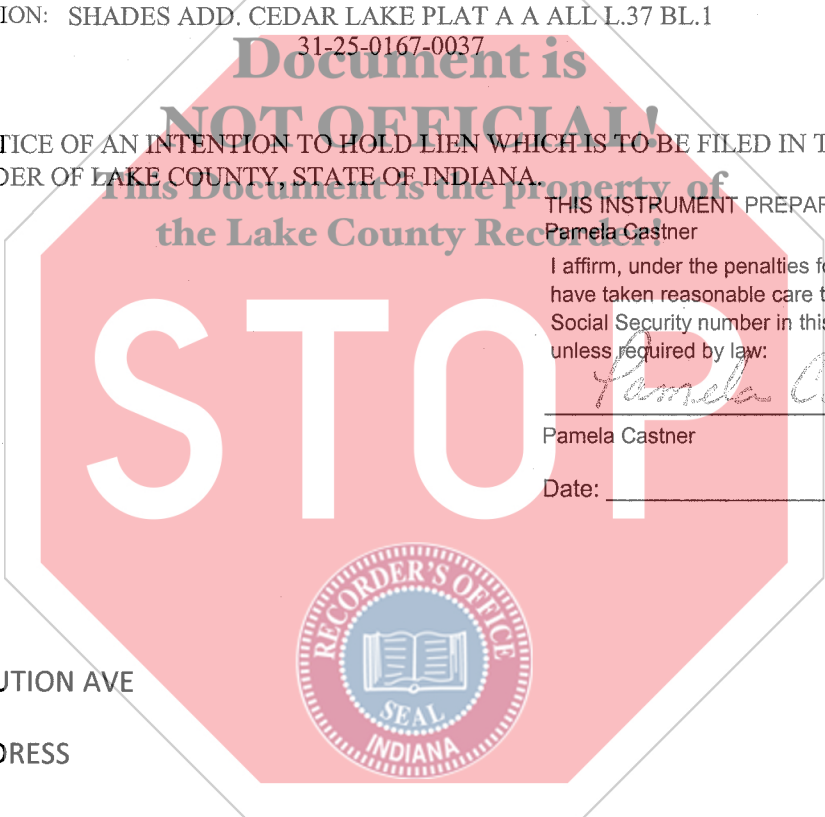 ION: SHADES ADD. CEDAR LAKE PLAT A A ALL L.37 BL.1
31-25-0167-0037
Document is
NOT OFFICIAL!
TICE OF AN INTENTION TO HOLD LIEN WHICH IS TO BE FILED IN T
DER OF LAKE COUNTY, STATE OF INDIANA.
This Document is the property of
the Lake County Recorder!
THIS INSTRUMENT PREPAR
Pamela Castner
I affirm, under the penalties fo
have taken reasonable care t
Social Security number in this
unless required by law:
Pamela C
Pamela Castner
Date:
STOP
RECORDER'S OFFICE
SEAL
INDIANA
UTION AVE
DRESS